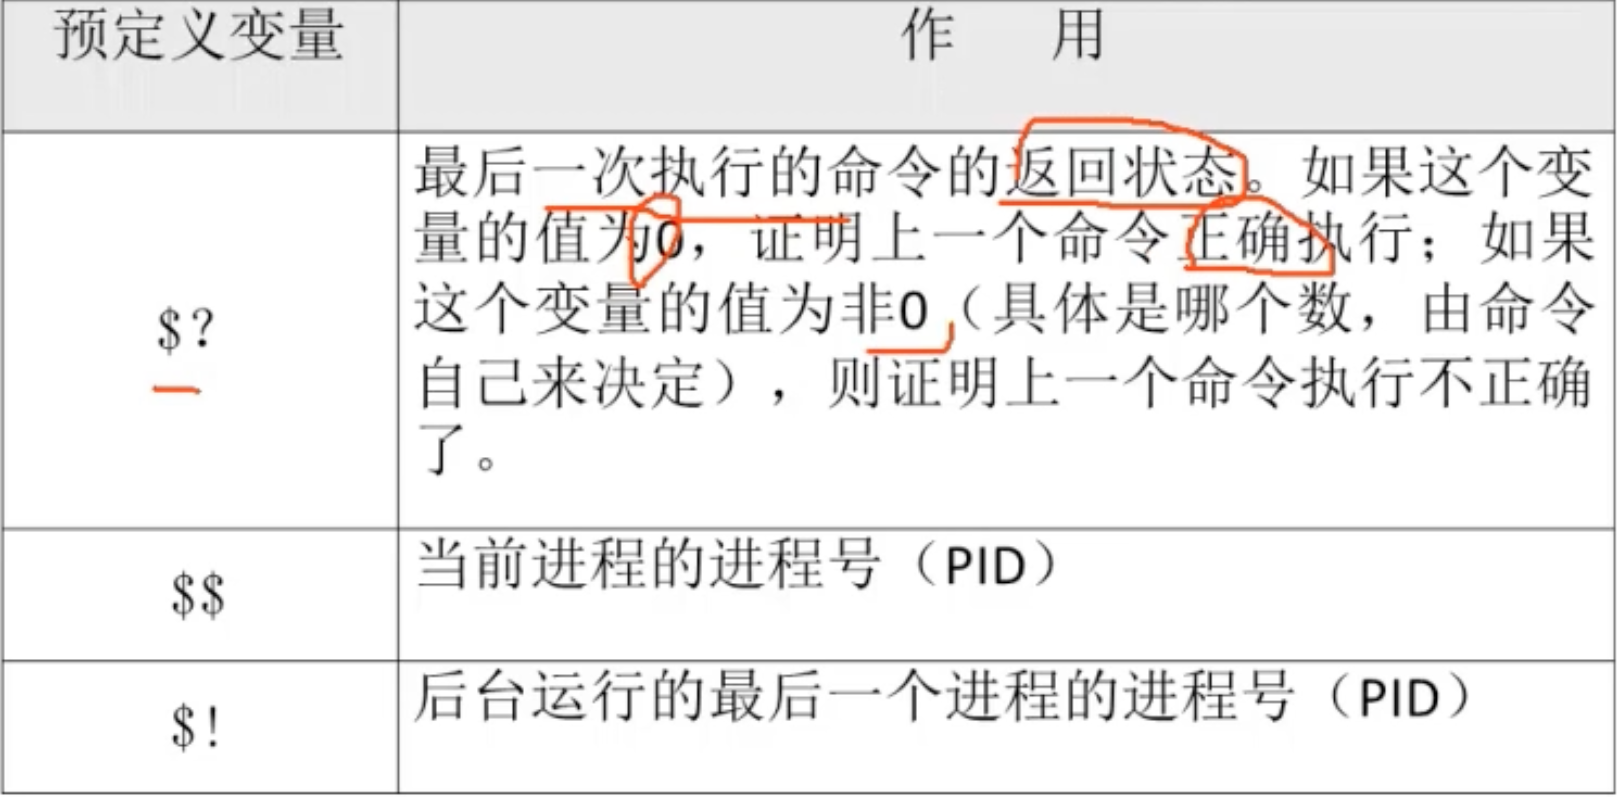 预定义变量
作 用
$?
最后一次执行的命令的返回状态。如果这个变
量的值为0，证明上一个命令正确执行；如果
这个变量的值为非0（具体是哪个数，由命令
自己来决定），则证明上一个命令执行不正确
了。
$$
当前进程的进程号（PID）
$!
后台运行的最后一个进程的进程号（PID）